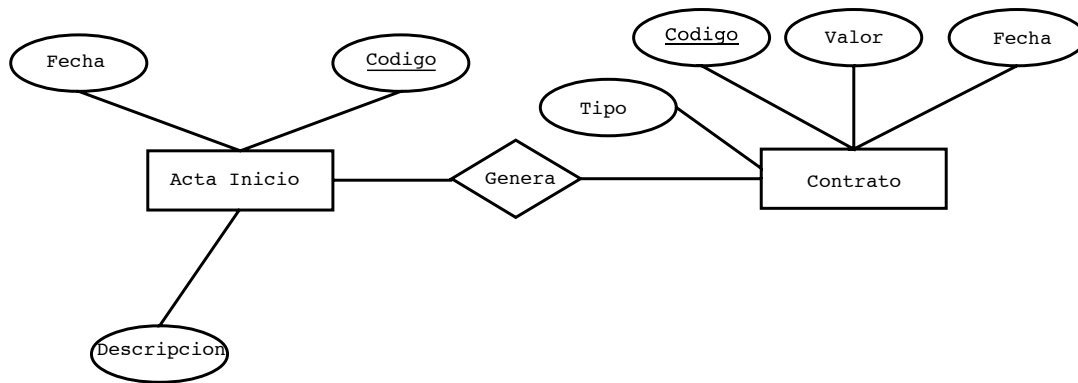 Codigo
Valor
Fecha
Fecha
Codigo
Tipo
Acta Inicio
Genera
Contrato
Descripcion